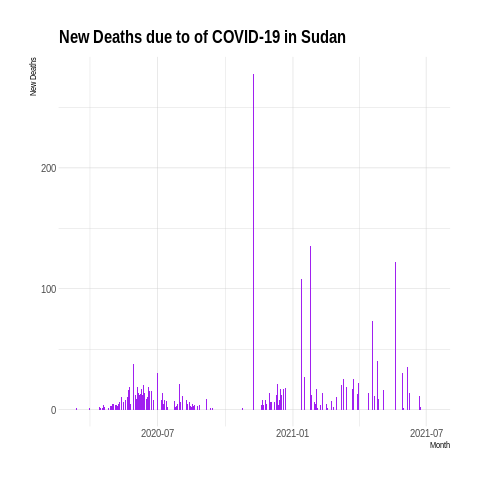 New Deaths due to of COVID-19 in Sudan
New Deaths
200
100
0
2020-07
2021-01
2021-07
Month